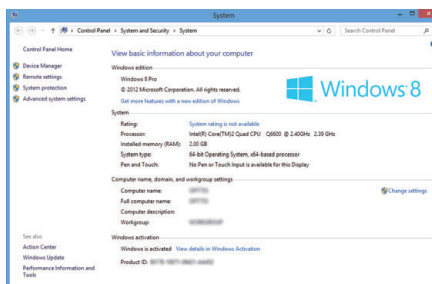 System
Control Panel ▸ System and Security ▸ System
Search Control Panel
Control Panel Home
Device Manager
Remote settings
System protection
Advanced system settings
View basic information about your computer
Windows edition
Windows 8 Pro
© 2012 Microsoft Corporation. All rights reserved.
Get more features with a new edition of Windows
Windows 8
System
Rating: System rating is not available
Processor: Intel(R) Core(TM)2 Quad CPU Q6600 @ 2.40GHz 2.39 GHz
Installed memory (RAM): 2.00 GB
System type: 64-bit Operating System, x64-based processor
Pen and Touch: No Pen or Touch Input is available for this Display
Computer name, domain, and workgroup settings
Computer name:
Change settings
Full computer name:
Computer description:
Workgroup:
Windows activation
Windows is activated View details in Windows Activation
Product ID:
See also
Action Center
Windows Update
Performance Information and
Tools